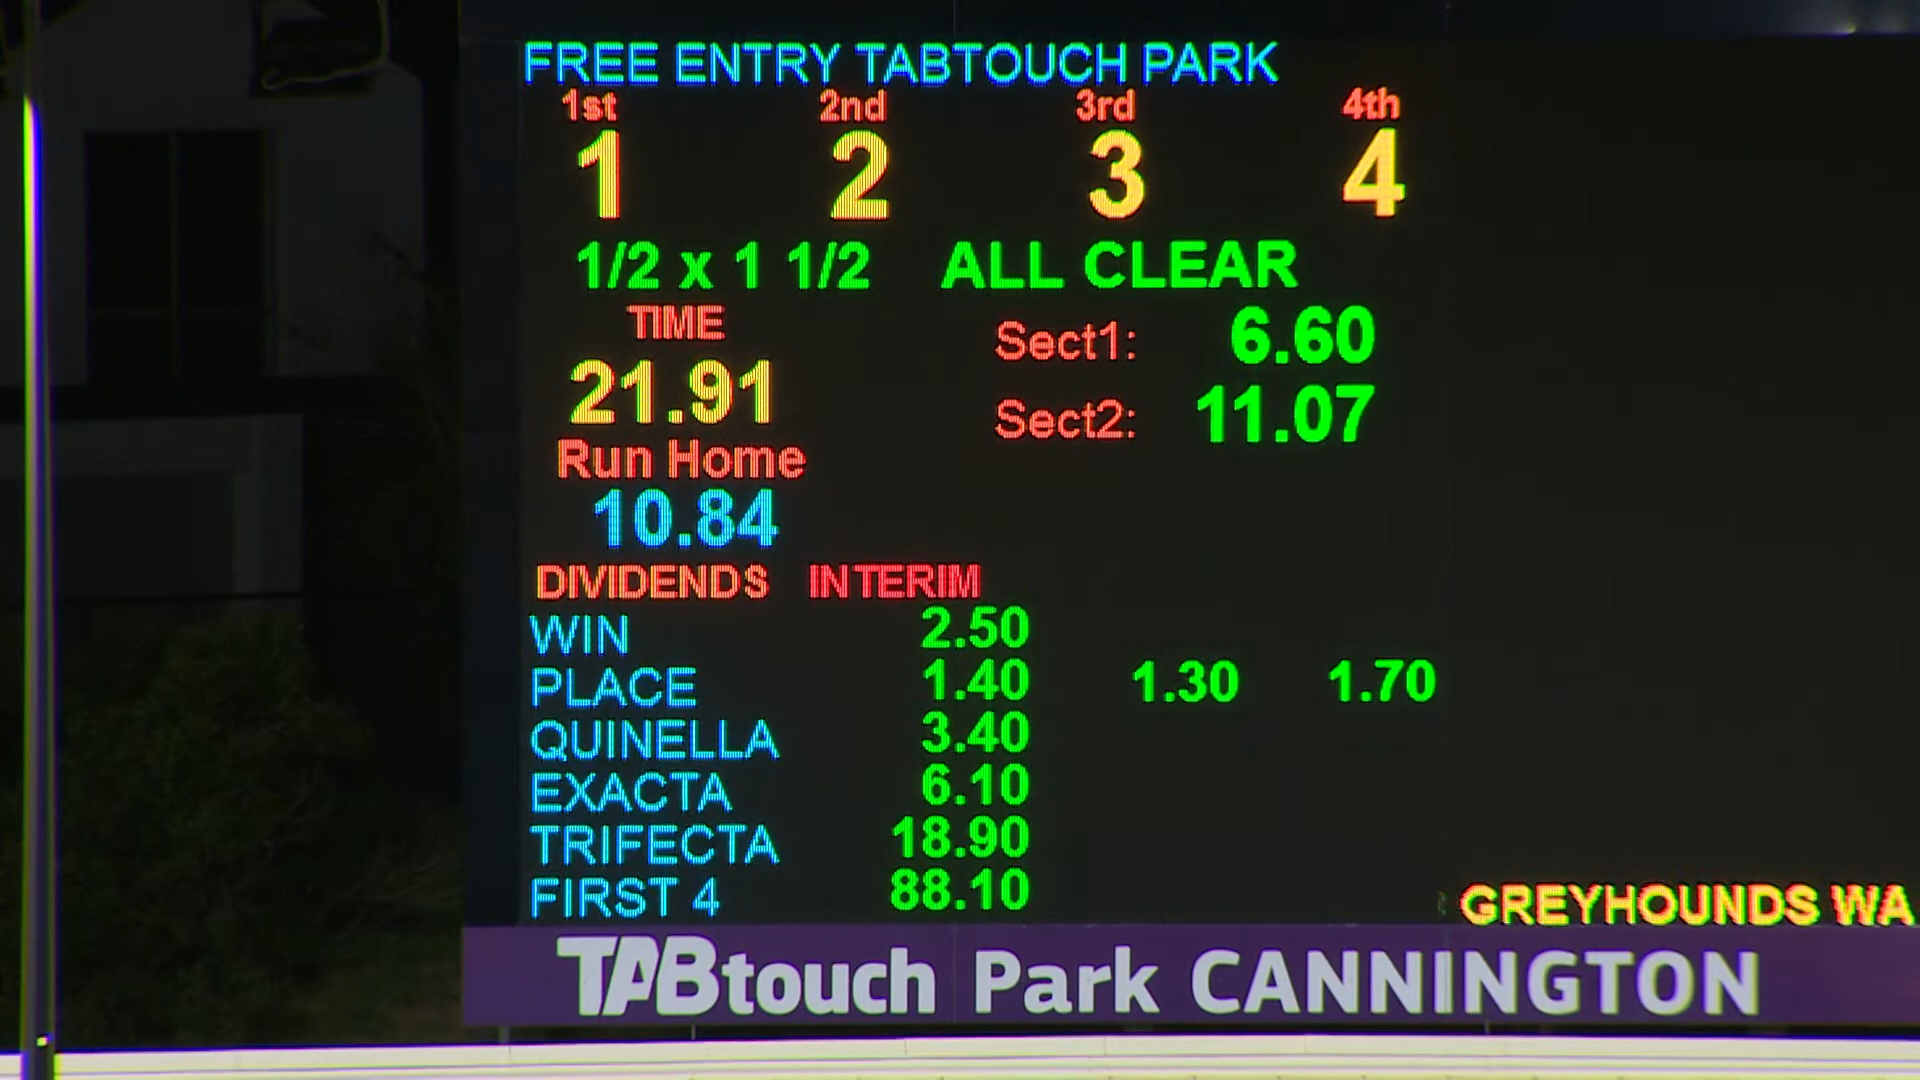 FREE ENTRY TABTOUCH PARK
1st 2nd 3rd 4th
1 2 3 4
1/2 x 1 1/2 ALL CLEAR
TIME Sect1: 6.60
21.91 Sect2: 11.07
Run Home
10.84
DIVIDENDS INTERIM
WIN 2.50
PLACE 1.40 1.30 1.70
QUINELLA 3.40
EXACTA 6.10
TRIFECTA 18.90
FIRST 4 88.10
GREYHOUNDS WA
TABtouch Park CANNINGTON